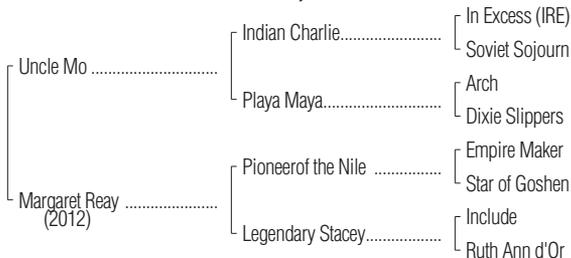 In Excess (IRE)
Indian Charlie......................
Soviet Sojourn
Uncle Mo ...........................
Arch
Playa Maya.........................
Dixie Slippers
Empire Maker
Pioneerof the Nile ...............
Star of Goshen
Margaret Reay ....................
(2012)
Include
Legendary Stacey................
Ruth Ann d'Or